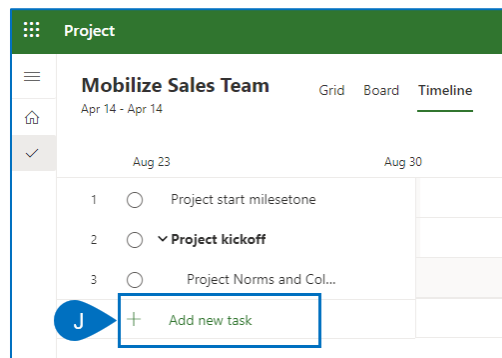 Project
Mobilize Sales Team
Grid Board Timeline
Apr 14 - Apr 14
Aug 23 Aug 30
1 Project start milesetone
2 Project kickoff
3 Project Norms and Col...
J + Add new task